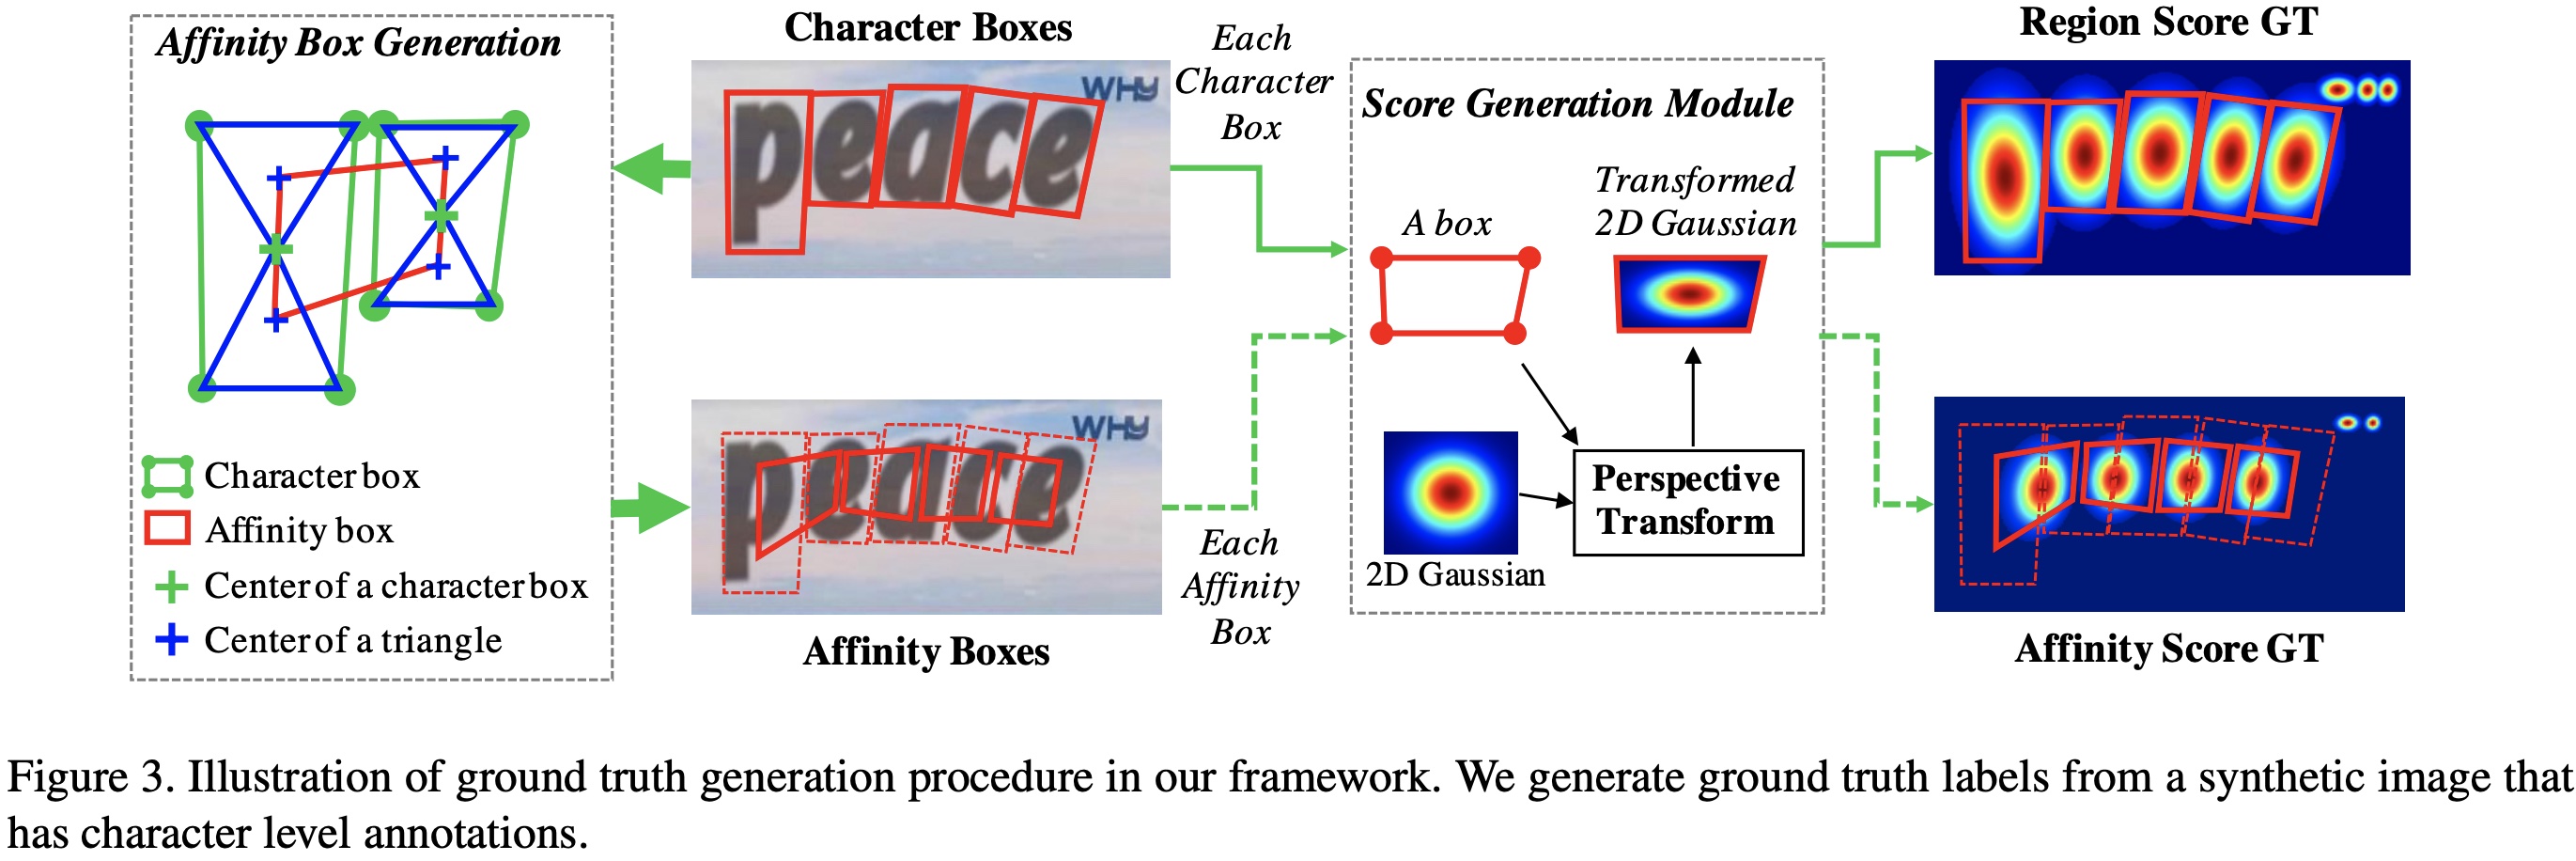 Affinity Box Generation
Character box
Affinity box
Center of a character box
Center of a triangle
Character Boxes
WHY
peace
WHY
peace
Affinity Boxes
Each
Character
Box
Each
Affinity
Box
Score Generation Module
A box
Transformed
2D Gaussian
2D Gaussian
Perspective
Transform
Region Score GT
Affinity Score GT
Figure 3. Illustration of ground truth generation procedure in our framework. We generate ground truth labels from a synthetic image that
has character level annotations.